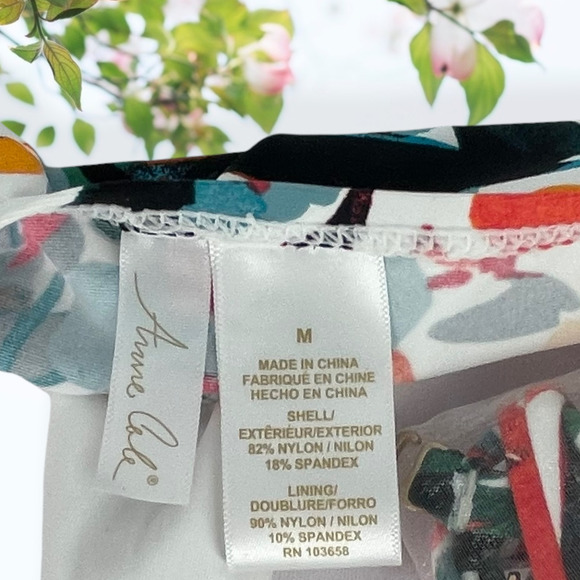 Anne Cole®
M
MADE IN CHINA
FABRIQUÉ EN CHINE
HECHO EN CHINA
SHELL/
EXTÊRIÉUR/EXTERIOR
82% NYLON / NILON
18% SPANDEX
LINING/
DOUBLURE/FORRO
90% NYLON / NILON
10% SPANDEX
RN 103658